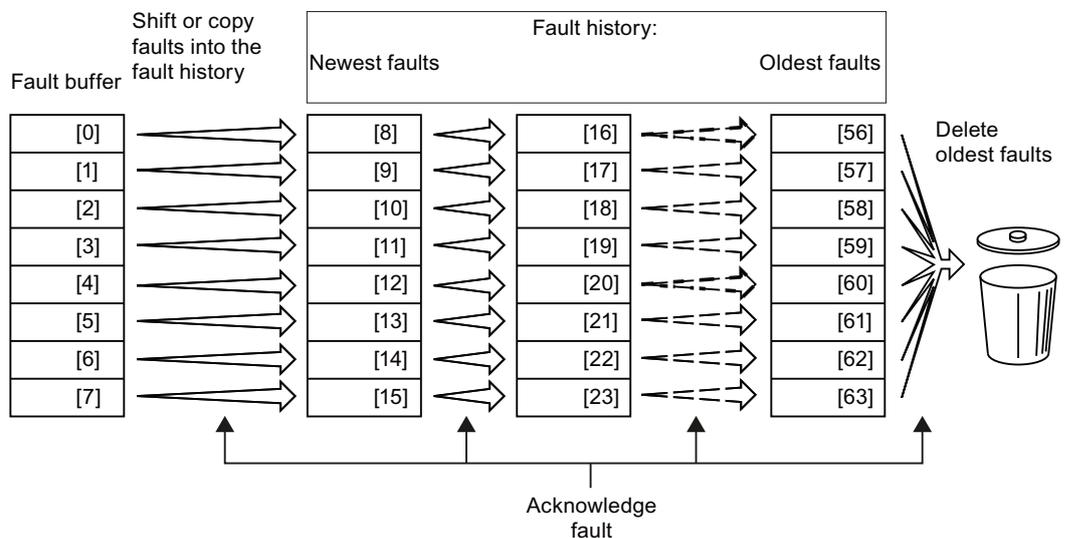 Shift or copy
faults into the
fault history
Fault buffer
Fault history:
Newest faults
Oldest faults
Delete
oldest faults
[0] [8] [16] [56]
[1] [9] [17] [57]
[2] [10] [18] [58]
[3] [11] [19] [59]
[4] [12] [20] [60]
[5] [13] [21] [61]
[6] [14] [22] [62]
[7] [15] [23] [63]
Acknowledge
fault